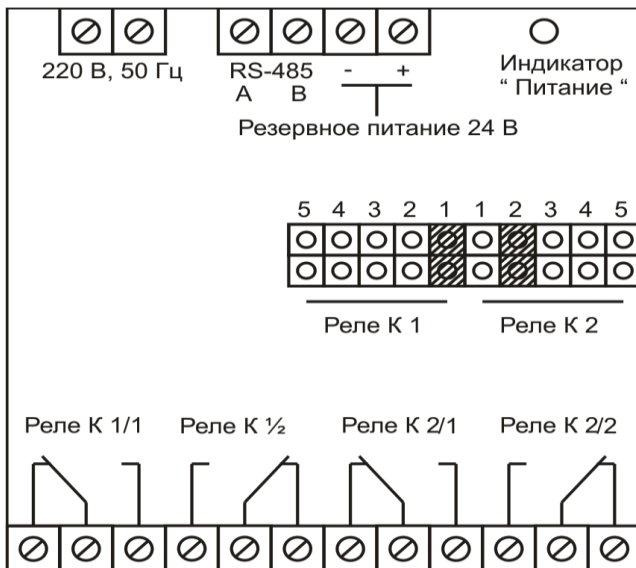 220 В, 50 Гц RS-485 - + Индикатор
А В “ Питание “
Резервное питание 24 В
5 4 3 2 1 1 2 3 4 5
Реле К 1 Реле К 2
Реле К 1/1 Реле К ½ Реле К 2/1 Реле К 2/2